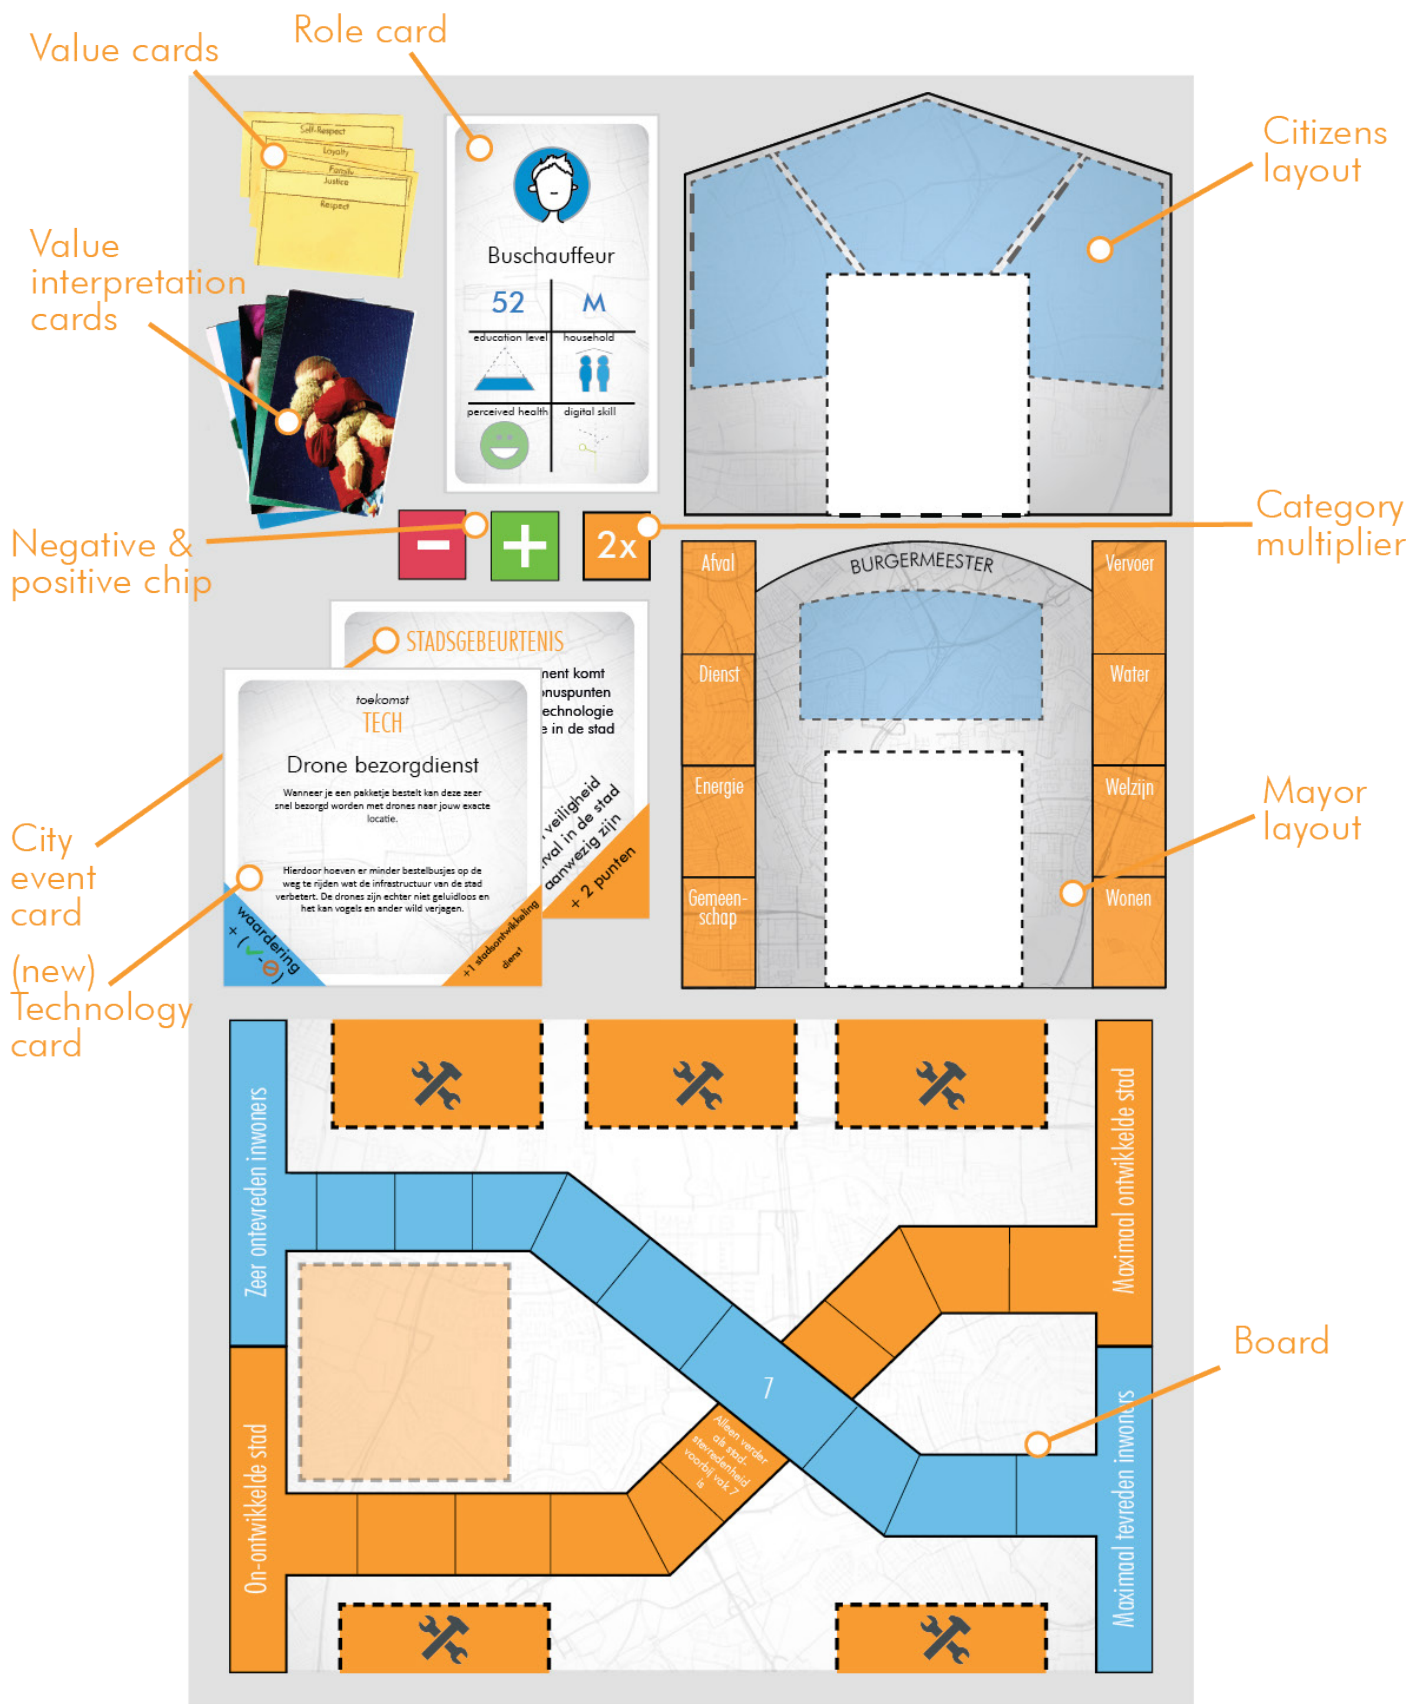 Value cards
Role card
Citizens
layout
Self-Respect
Loyalty
Family
Justice
Respect
Value
interpretation
cards
Buschauffeur
52
M
education level
household
perceived health
digital skill
Negative &
positive chip
2x
Category
multiplier
Afval
Dienst
Energie
Gemeen-
schap
BURGERMEESTER
Vervoer
Water
Welzijn
Wonen
Mayor
layout
STADSGEBEURTENIS
ment komt
onuspunten
echnologie
e in de stad
veiligheid
rval in de stad
aanwezig zijn
+ 2 punten
toekomst
TECH
Drone bezorgdienst
Wanneer je een pakketje bestelt kan deze zeer
snel bezorgd worden met drones naar jouw exacte
locatie.
Hierdoor hoeven er minder bestelbusjes op de
weg te rijden wat de infrastructuur van de stad
verbetert. De drones zijn echter niet geluidloos en
het kan vogels en ander wild verjagen.
waardering
+ ( - )
+1 stadsontwikkeling
dienst
City
event
card
(new)
Technology
card
Zeer ontevreden inwoners
On-ontwikkelde stad
7
Alleen verder
als stad-
stevredenheid
voorbij vak 7
is
Maximaal ontwikkelde stad
Maximaal tevreden inwoners
Board